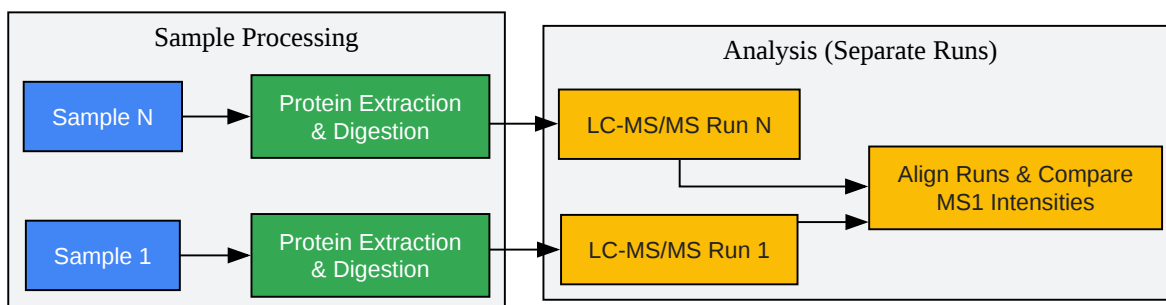 Sample Processing
Analysis (Separate Runs)
Sample N
Protein Extraction
& Digestion
LC-MS/MS Run N
Align Runs & Compare
MS1 Intensities
Sample 1
Protein Extraction
& Digestion
LC-MS/MS Run 1